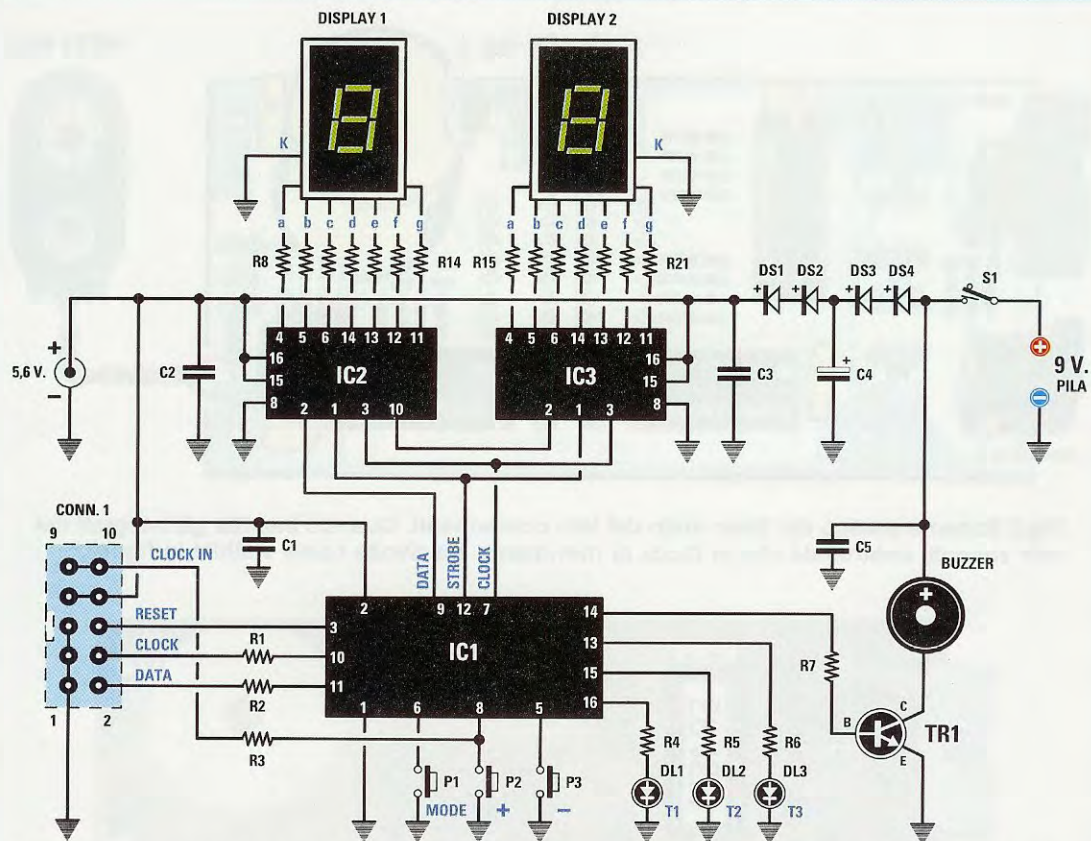 DISPLAY 1
DISPLAY 2
K
K
a b c d e f g
a b c d e f g
R8
R14
R15
R21
DS1 DS2 DS3 DS4
S1
+
5,6 V.
−
4 5 6 14 13 12 11
16
15
8
IC2
2 1 3 10
4 5 6 14 13 12 11
16
15
8
IC3
2 1 3
C2
C3
+
C4
9 V.
PILA
CONN. 1
9 10
1 2
CLOCK IN
RESET
CLOCK
DATA
C1
DATA
STROBE
CLOCK
R1
R2
R3
2 9 12 7
3
10
11
IC1
14
13
15
16
1 6 8 5
P1
P2
P3
MODE + −
R4
R5
R6
DL1
DL2
DL3
T1
T2
T3
R7
C5
BUZZER
+
B
C
E
TR1